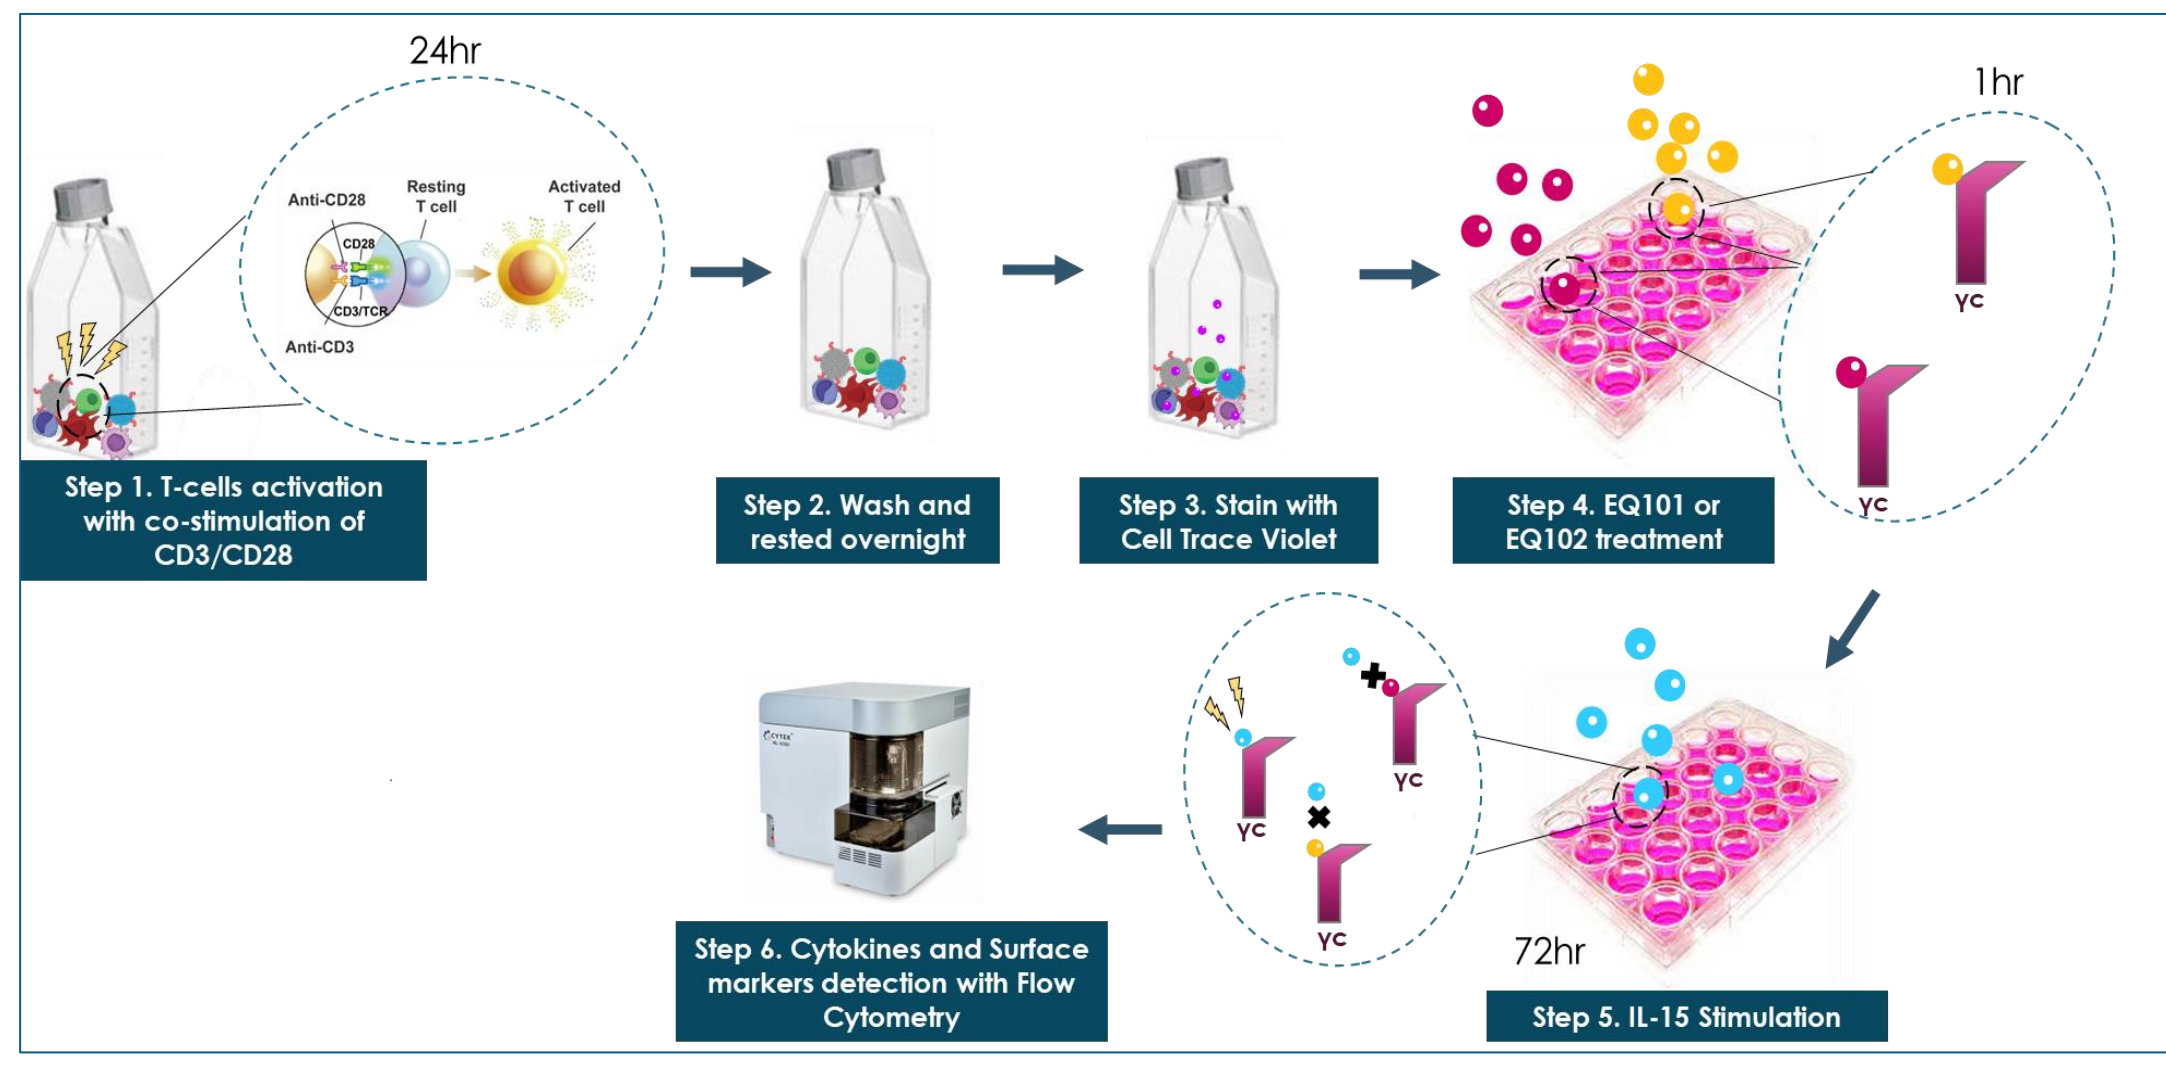 24hr
Anti-CD28
Resting
T cell
Activated
T cell
CD28
CD3/TCR
Anti-CD3
Step 1. T-cells activation
with co-stimulation of
CD3/CD28
Step 2. Wash and
rested overnight
Step 3. Stain with
Cell Trace Violet
1hr
γc
γc
Step 4. EQ101 or
EQ102 treatment
72hr
Step 5. IL-15 Stimulation
γc
γc
γc
CYTEK
Step 6. Cytokines and Surface
markers detection with Flow
Cytometry